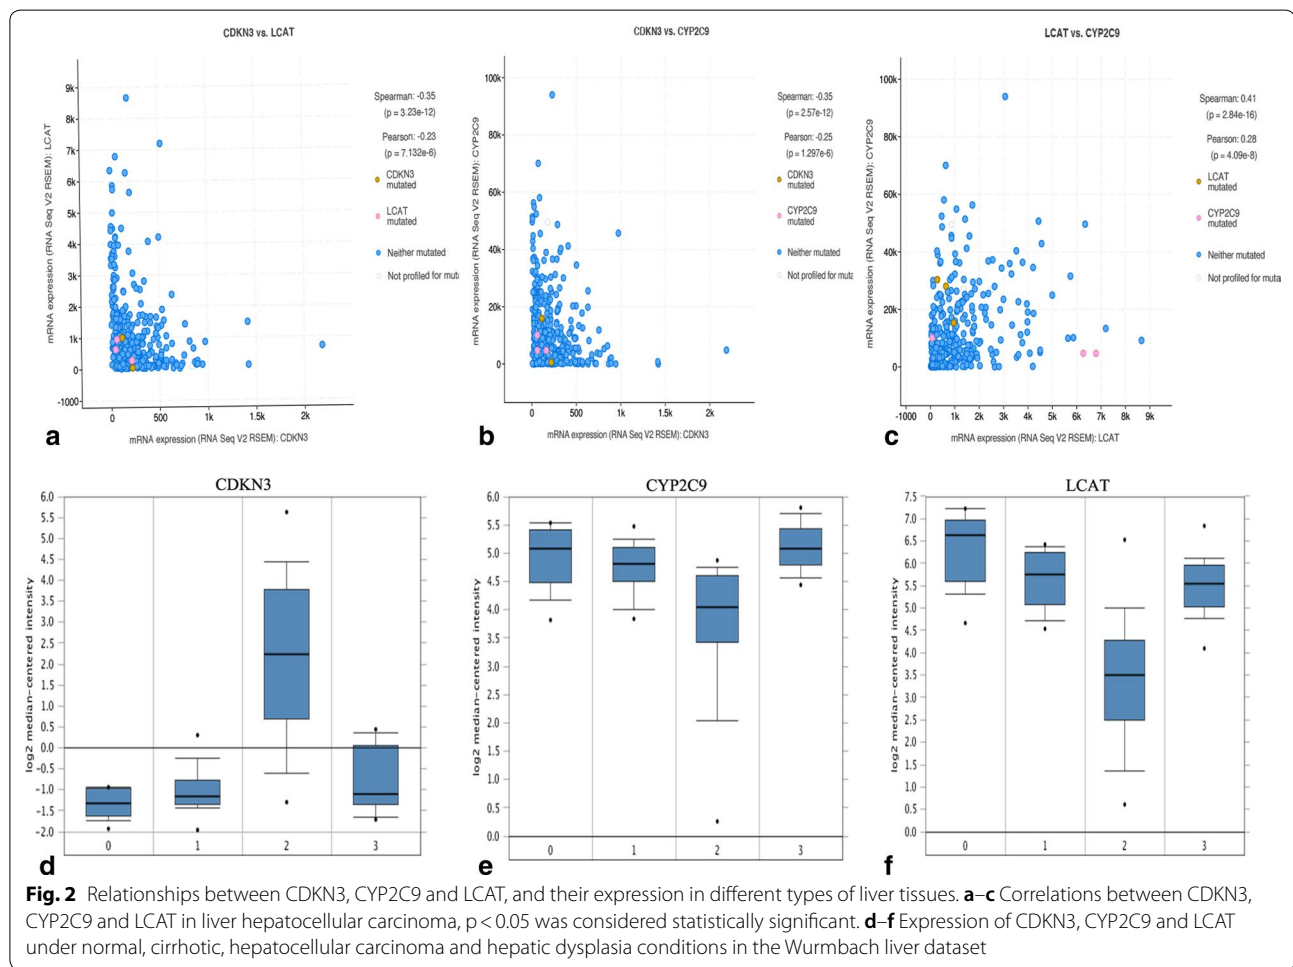 CDKN3 vs. LCAT
mRNA expression (RNA Seq V2 RSEM): LCAT
9k
8k
7k
6k
5k
4k
3k
2k
1k
0
-1000
0
500
1k
1.5k
2k
mRNA expression (RNA Seq V2 RSEM): CDKN3
Spearman: -0.35
(p = 3.23e-12)
Pearson: -0.23
(p = 7.132e-6)
CDKN3
mutated
LCAT
mutated
Neither mutated
Not profiled for muta
a
CDKN3 vs. CYP2C9
mRNA expression (RNA Seq V2 RSEM): CYP2C9
100k
80k
60k
40k
20k
0
0
500
1k
1.5k
2k
mRNA expression (RNA Seq V2 RSEM): CDKN3
Spearman: -0.35
(p = 2.57e-12)
Pearson: -0.25
(p = 1.297e-6)
CDKN3
mutated
CYP2C9
mutated
Neither mutated
Not profiled for muta
b
LCAT vs. CYP2C9
mRNA expression (RNA Seq V2 RSEM): CYP2C9
100k
80k
60k
40k
20k
0
-1000
0
1k
2k
3k
4k
5k
6k
7k
8k
9k
mRNA expression (RNA Seq V2 RSEM): LCAT
Spearman: 0.41
(p = 2.84e-16)
Pearson: 0.28
(p = 4.09e-8)
LCAT
mutated
CYP2C9
mutated
Neither mutated
Not profiled for muta
c
CDKN3
log2 median-centered intensity
6.0
5.5
5.0
4.5
4.0
3.5
3.0
2.5
2.0
1.5
1.0
0.5
0.0
-0.5
-1.0
-1.5
-2.0
0
1
2
3
d
CYP2C9
log2 median-centered intensity
6.0
5.5
5.0
4.5
4.0
3.5
3.0
2.5
2.0
1.5
1.0
0.5
0.0
0
1
2
3
e
LCAT
log2 median-centered intensity
7.5
7.0
6.5
6.0
5.5
5.0
4.5
4.0
3.5
3.0
2.5
2.0
1.5
1.0
0.5
0.0
0
1
2
3
f
Fig. 2 Relationships between CDKN3, CYP2C9 and LCAT, and their expression in different types of liver tissues. a–c Correlations between CDKN3,
CYP2C9 and LCAT in liver hepatocellular carcinoma, p < 0.05 was considered statistically significant. d–f Expression of CDKN3, CYP2C9 and LCAT
under normal, cirrhotic, hepatocellular carcinoma and hepatic dysplasia conditions in the Wurmbach liver dataset